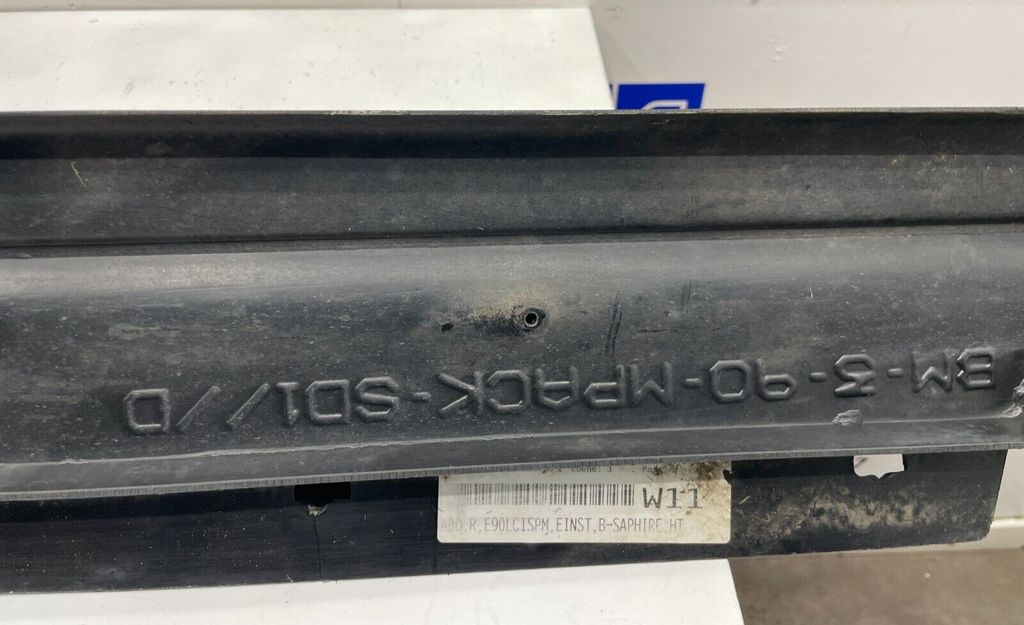 BM-3-90-MPACK-SD1//D
W11
R,E90LCISPM,EINST,B-SAPHIRE,HT